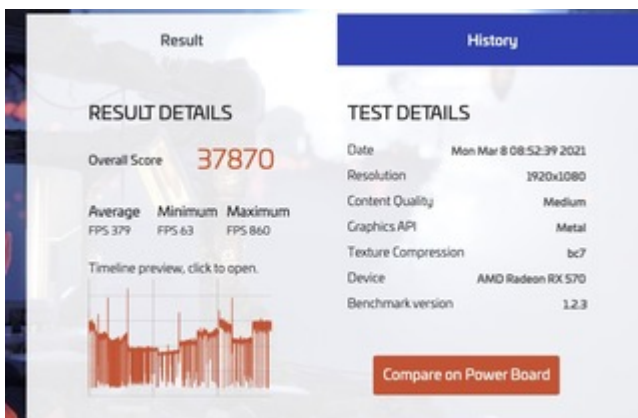 Result
History
RESULT DETAILS
Overall Score 37870
Average Minimum Maximum
FPS 379 FPS 63 FPS 860
Timeline preview, click to open.
TEST DETAILS
Date Mon Mar 8 08:52:39 2021
Resolution 1920x1080
Content Quality Medium
Graphics API Metal
Texture Compression bc7
Device AMD Radeon RX 570
Benchmark version 1.2.3
Compare on Power Board